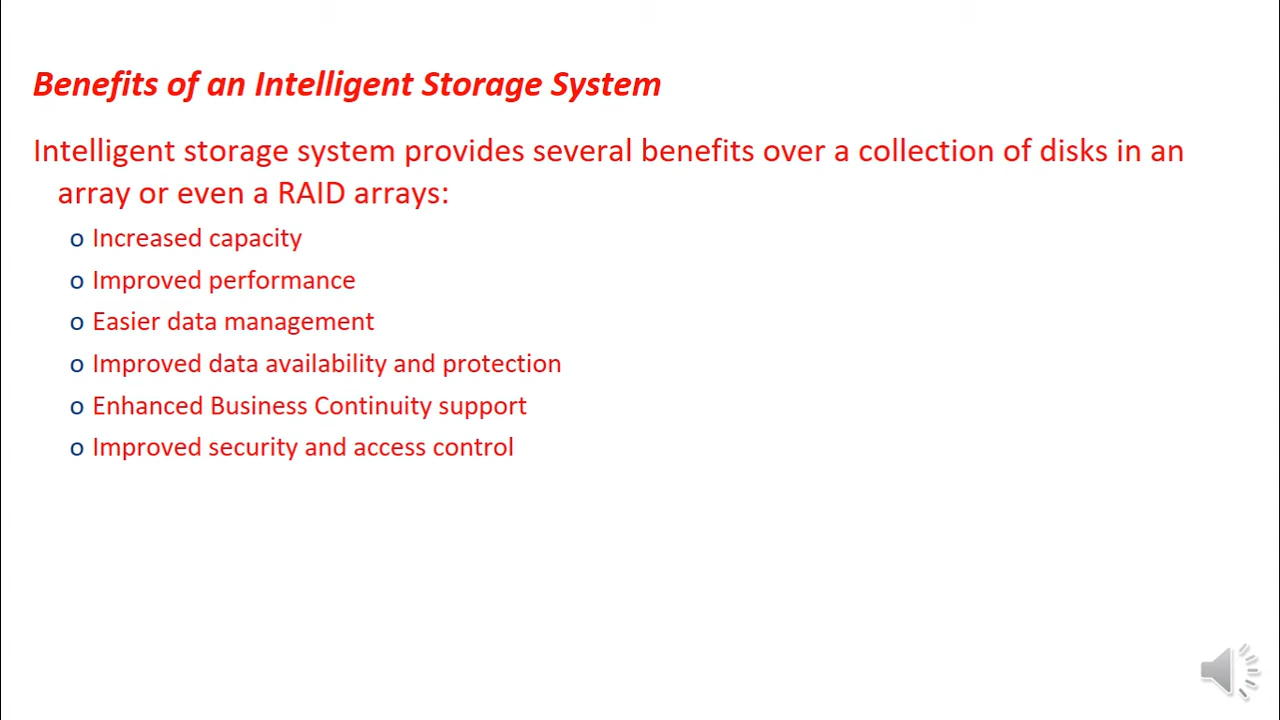 Benefits of an Intelligent Storage System
Intelligent storage system provides several benefits over a collection of disks in an
array or even a RAID arrays:
o Increased capacity
o Improved performance
o Easier data management
o Improved data availability and protection
o Enhanced Business Continuity support
o Improved security and access control